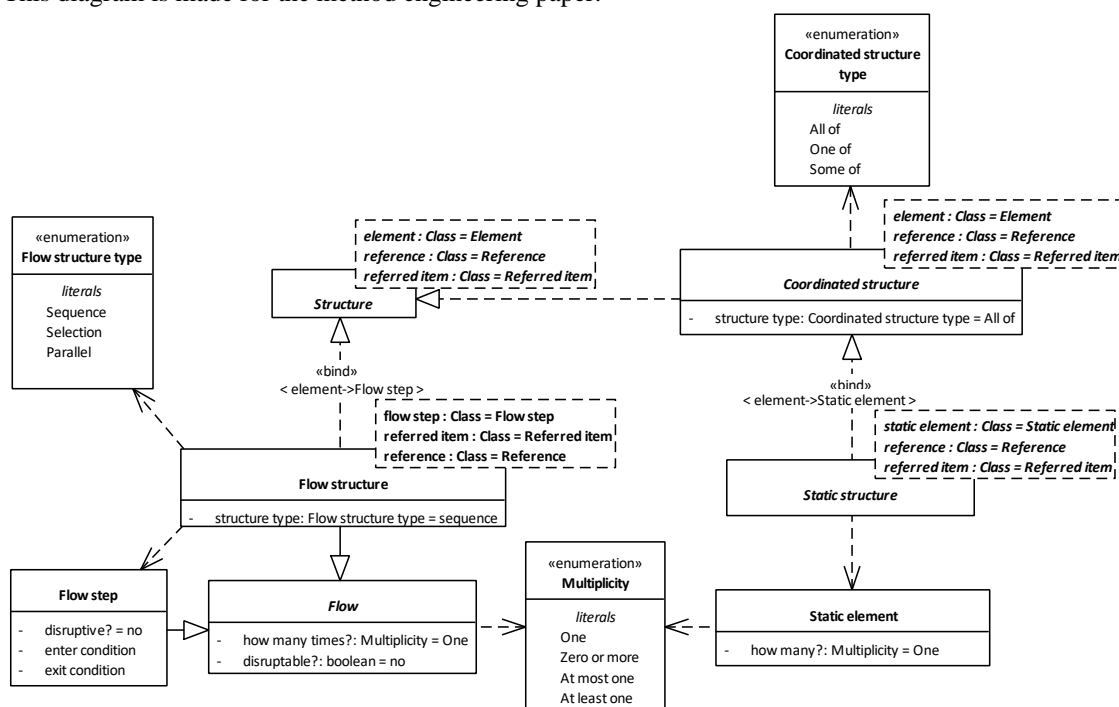 This diagram is made for the method engineering paper.
«enumeration»
Coordinated structure
type
literals
All of
One of
Some of
«enumeration»
Flow structure type
literals
Sequence
Selection
Parallel
element : Class = Element
reference : Class = Reference
referred item : Class = Referred item
Structure
element : Class = Element
reference : Class = Reference
referred item : Class = Referred item
Coordinated structure
- structure type: Coordinated structure type = All of
«bind»
< element->Flow step >
«bind»
< element->Static element >
flow step : Class = Flow step
referred item : Class = Referred item
reference : Class = Reference
Flow structure
- structure type: Flow structure type = sequence
static element : Class = Static element
reference : Class = Reference
referred item : Class = Referred item
Static structure
Flow step
- disruptive? = no
- enter condition
- exit condition
Flow
- how many times?: Multiplicity = One
- disruptable?: boolean = no
«enumeration»
Multiplicity
literals
One
Zero or more
At most one
At least one
Static element
- how many?: Multiplicity = One